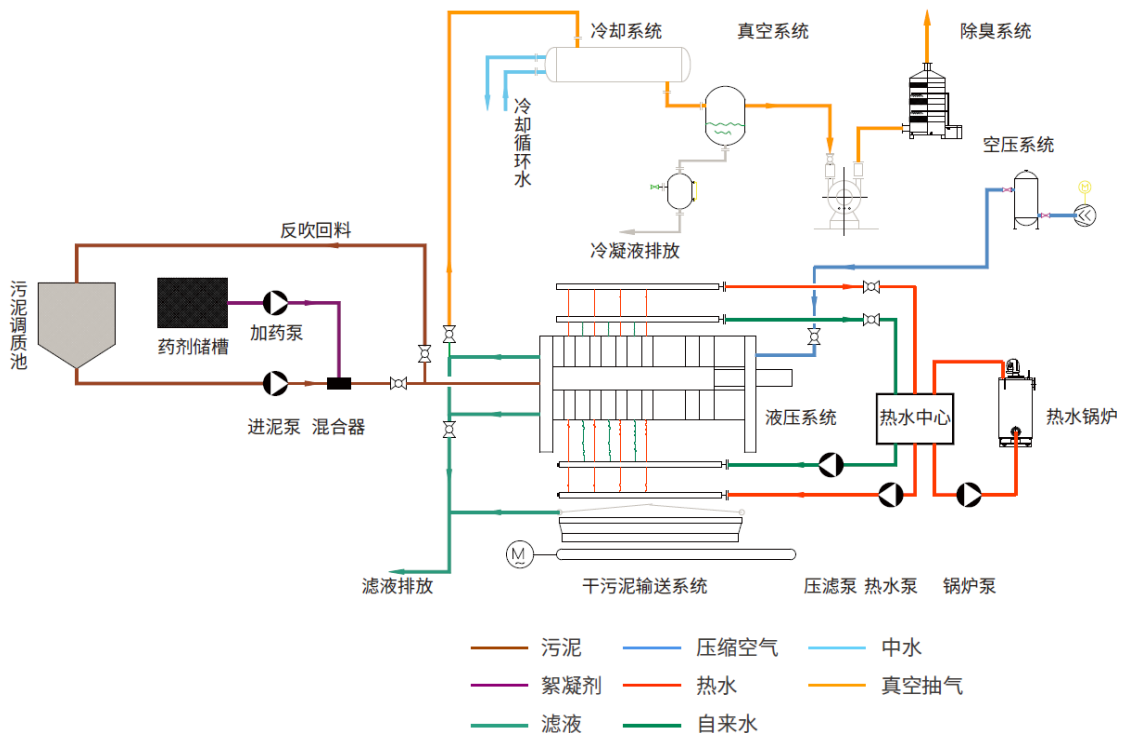 冷却系统
真空系统
除臭系统
冷却循环水
空压系统
M
反吹回料
冷凝液排放
污泥调质池
药剂储槽
加药泵
进泥泵
混合器
液压系统
热水中心
热水锅炉
M
~
滤液排放
干污泥输送系统
压滤泵
热水泵
锅炉泵
污泥
压缩空气
中水
絮凝剂
热水
真空抽气
滤液
自来水